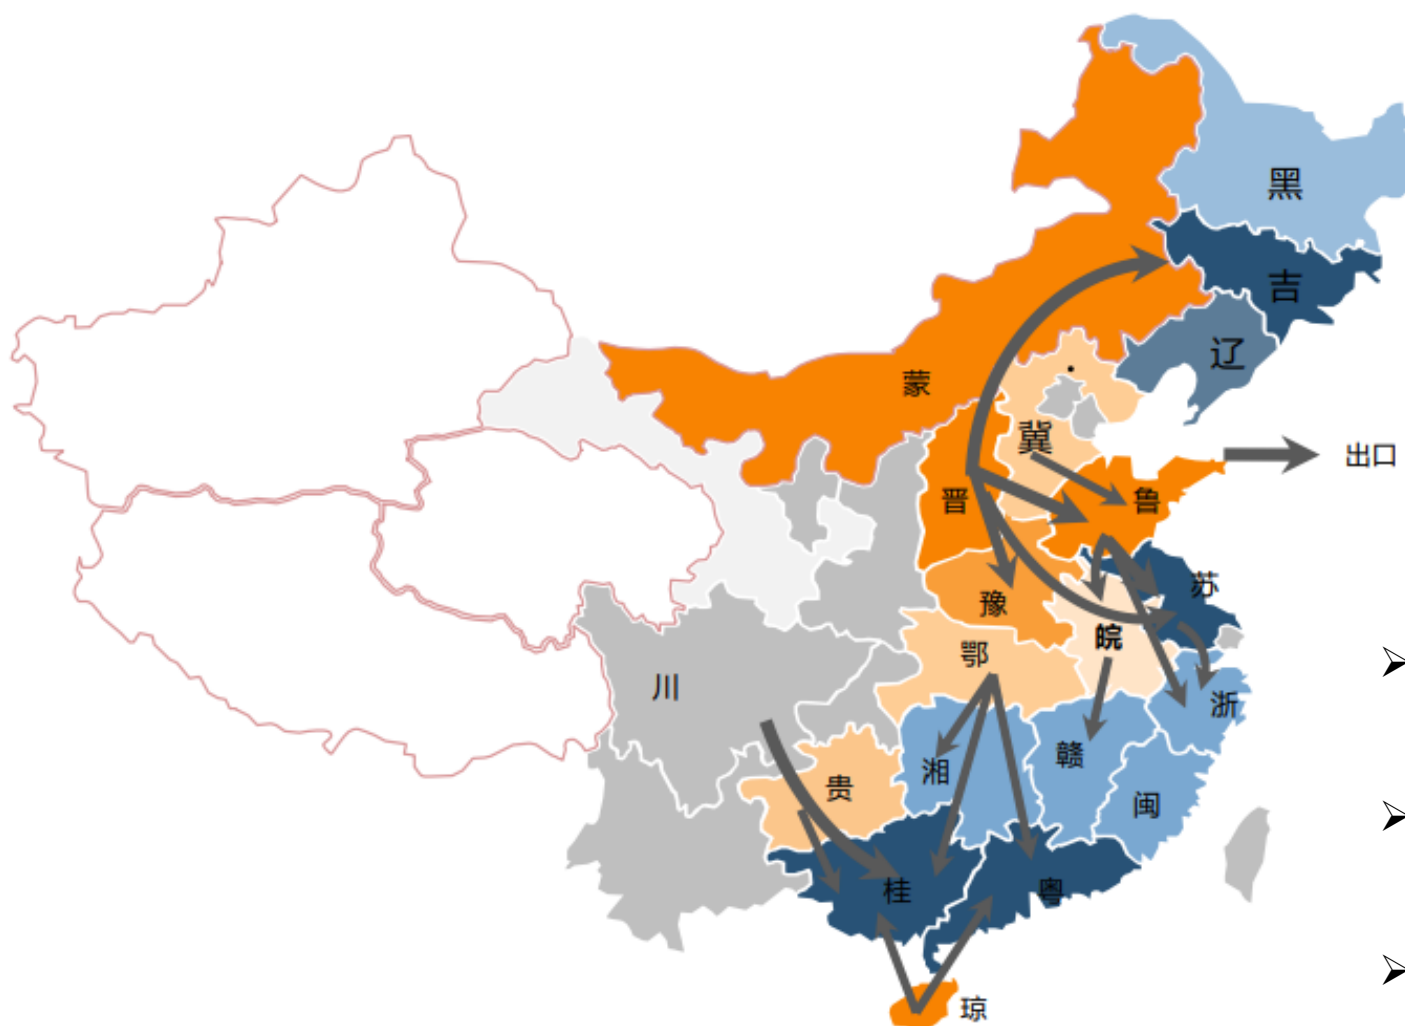 黑
吉
辽
蒙
冀
出口
晋
鲁
苏
豫
皖
鄂
川
浙
赣
湘
贵
闽
桂
粤
琼